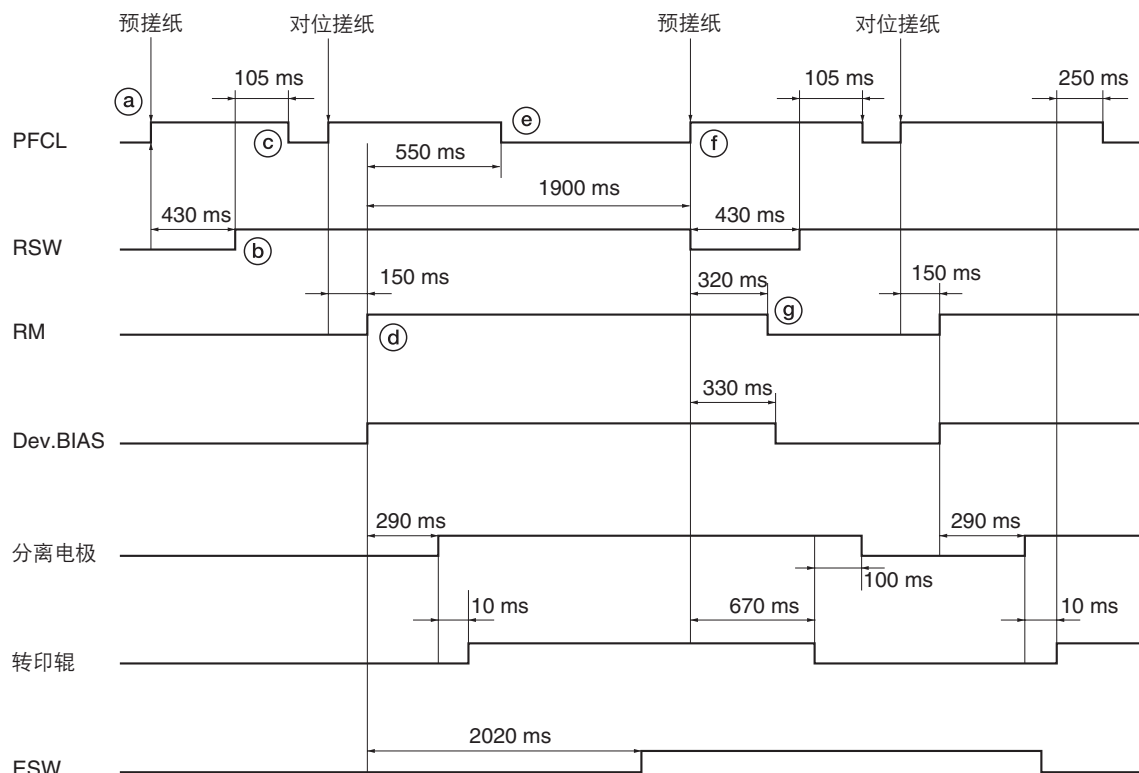 预搓纸 对位搓纸 预搓纸 对位搓纸
105 ms 105 ms 250 ms
a
PFCL c e f
550 ms
1900 ms
430 ms 430 ms
RSW b
150 ms 320 ms 150 ms
g
RM d
330 ms
Dev.BIAS
290 ms 290 ms
分离电极
100 ms
10 ms 670 ms 10 ms
转印辊
2020 ms
ESW